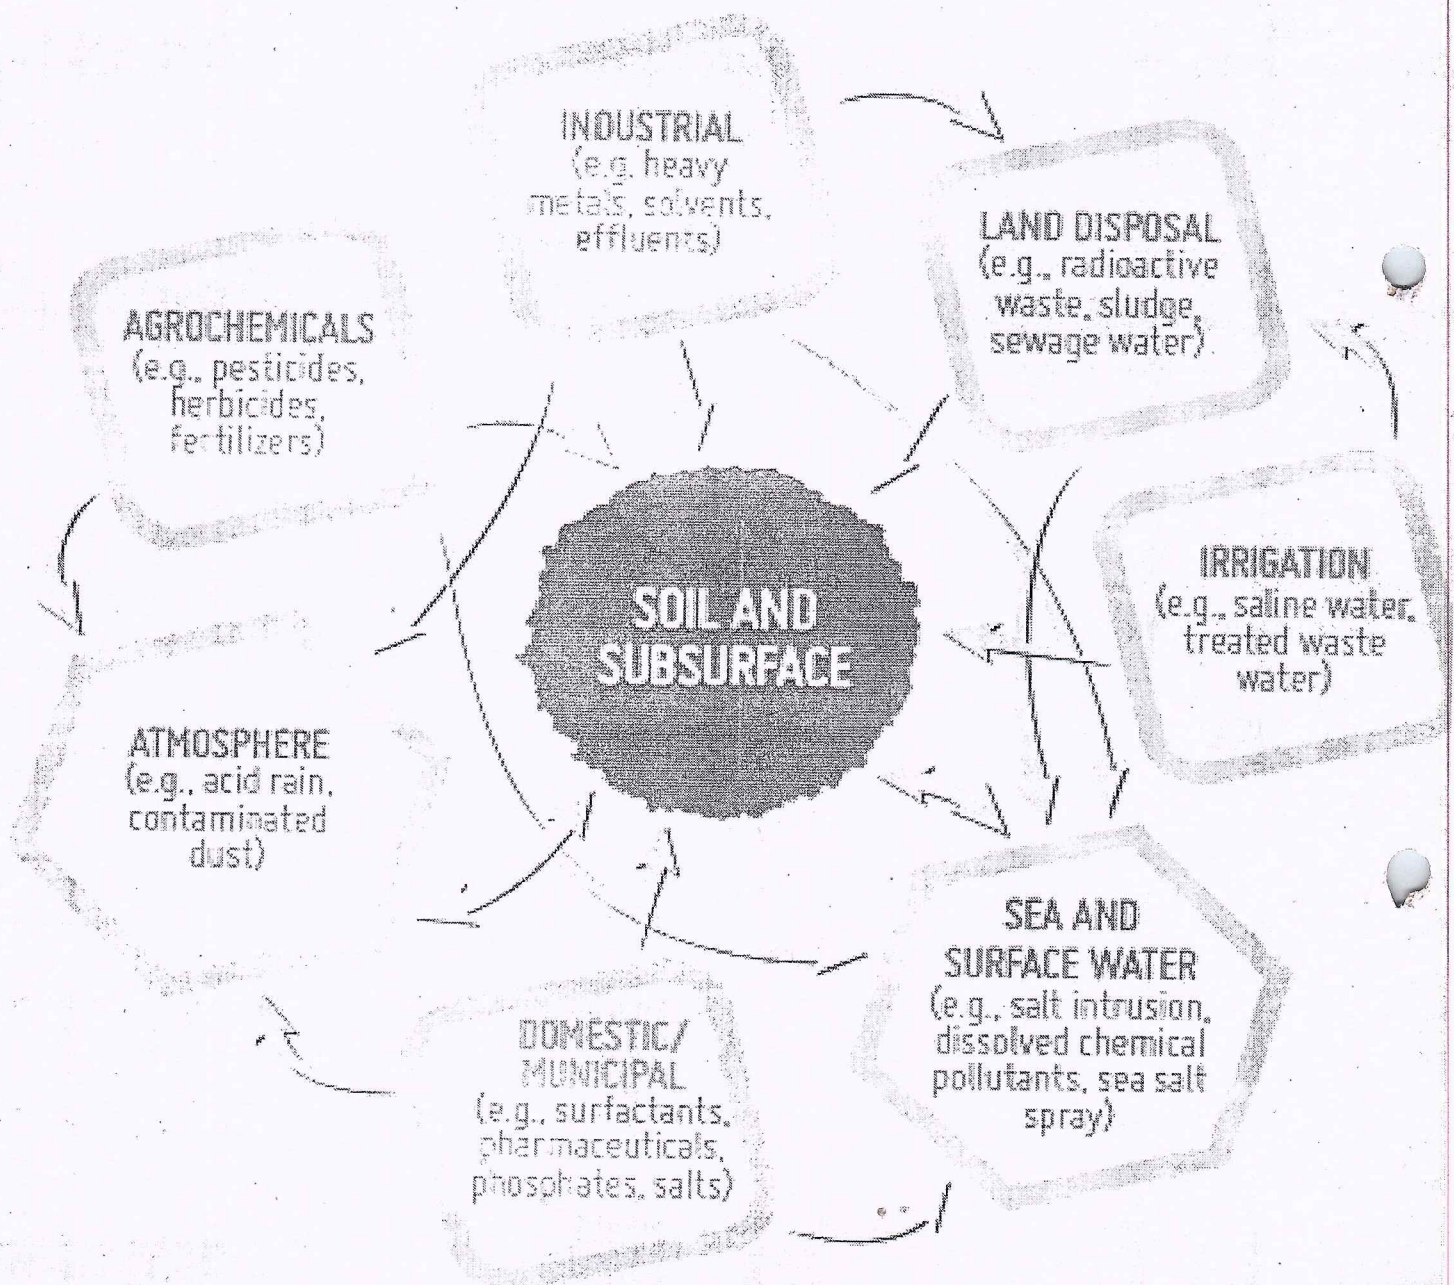 INDUSTRIAL
(e.g. heavy
metals, solvents,
effluents)
LAND DISPOSAL
(e.g., radioactive
waste, sludge,
sewage water)
AGROCHEMICALS
(e.g., pesticides,
herbicides,
fertilizers)
SOIL AND
SUBSURFACE
IRRIGATION
(e.g., saline water,
treated waste
water)
ATMOSPHERE
(e.g., acid rain,
contaminated
dust)
SEA AND
SURFACE WATER
(e.g., salt intrusion,
dissolved chemical
pollutants, sea salt
spray)
DOMESTIC/
MUNICIPAL
(e.g., surfactants,
pharmaceuticals,
phosphates, salts)